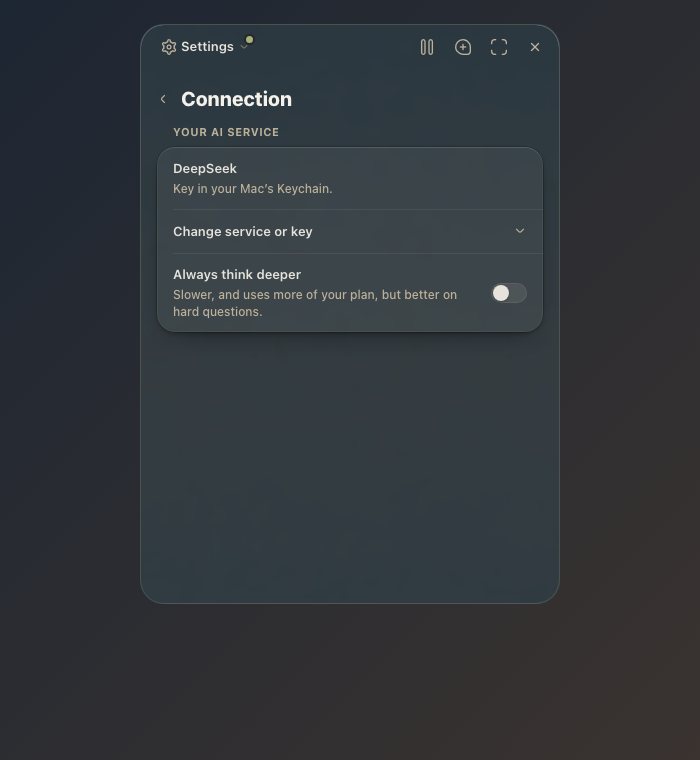 Settings
Connection
YOUR AI SERVICE
DeepSeek
Key in your Mac's Keychain.
Change service or key
Always think deeper
Slower, and uses more of your plan, but better on
hard questions.